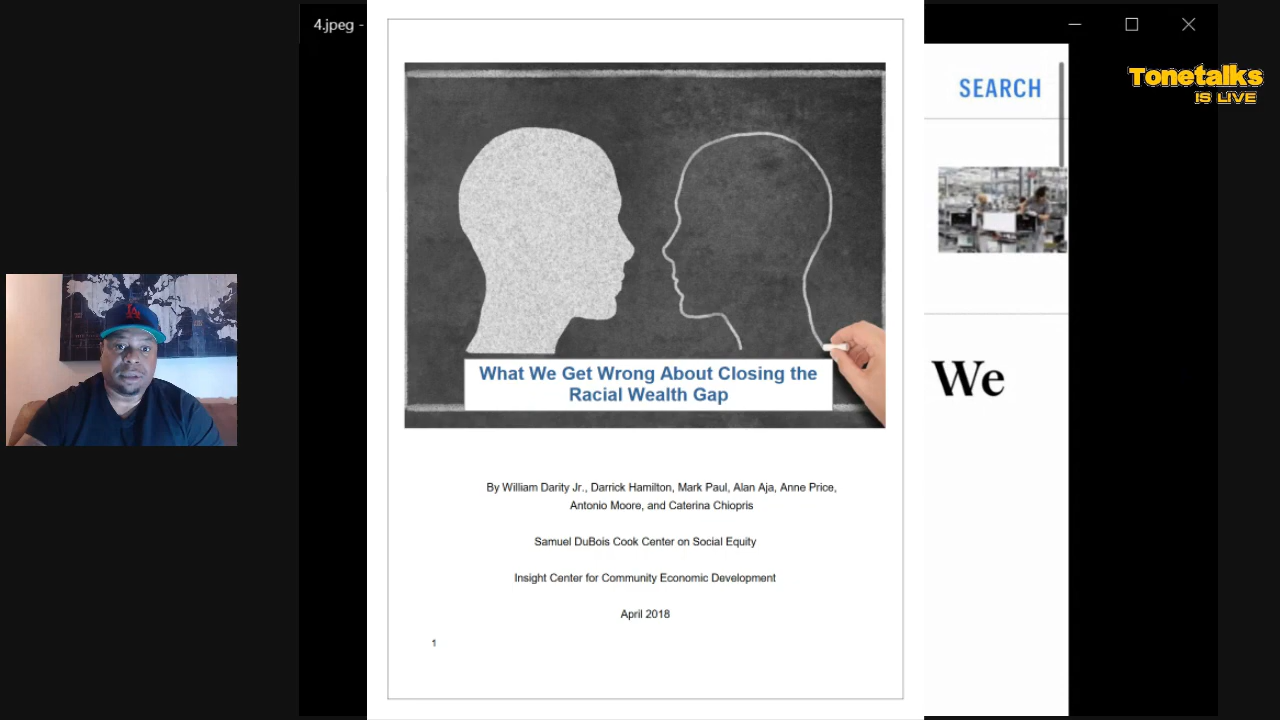 4.jpeg -
SEARCH
Tonetalks
IS LIVE
LA
What We Get Wrong About Closing the
Racial Wealth Gap
We
By William Darity Jr., Darrick Hamilton, Mark Paul, Alan Aja, Anne Price,
Antonio Moore, and Caterina Chiopris
Samuel DuBois Cook Center on Social Equity
Insight Center for Community Economic Development
April 2018
1